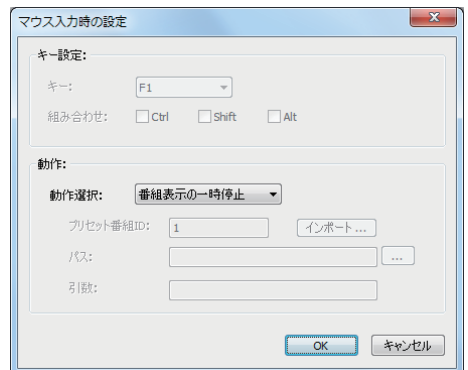 マウス入力時の設定
キー設定:
キー: F1
組み合わせ: Ctrl Shift Alt
動作:
動作選択: 番組表示の一時停止
プリセット番組ID: 1 インポート ...
パス: ...
引数:
OK キャンセル